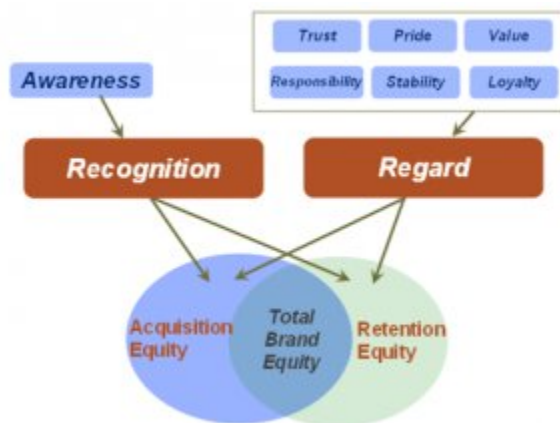 Trust Pride Value
Awareness
Responsibility Stability Loyalty
Recognition Regard
Acquisition
Equity
Total
Brand
Equity
Retention
Equity